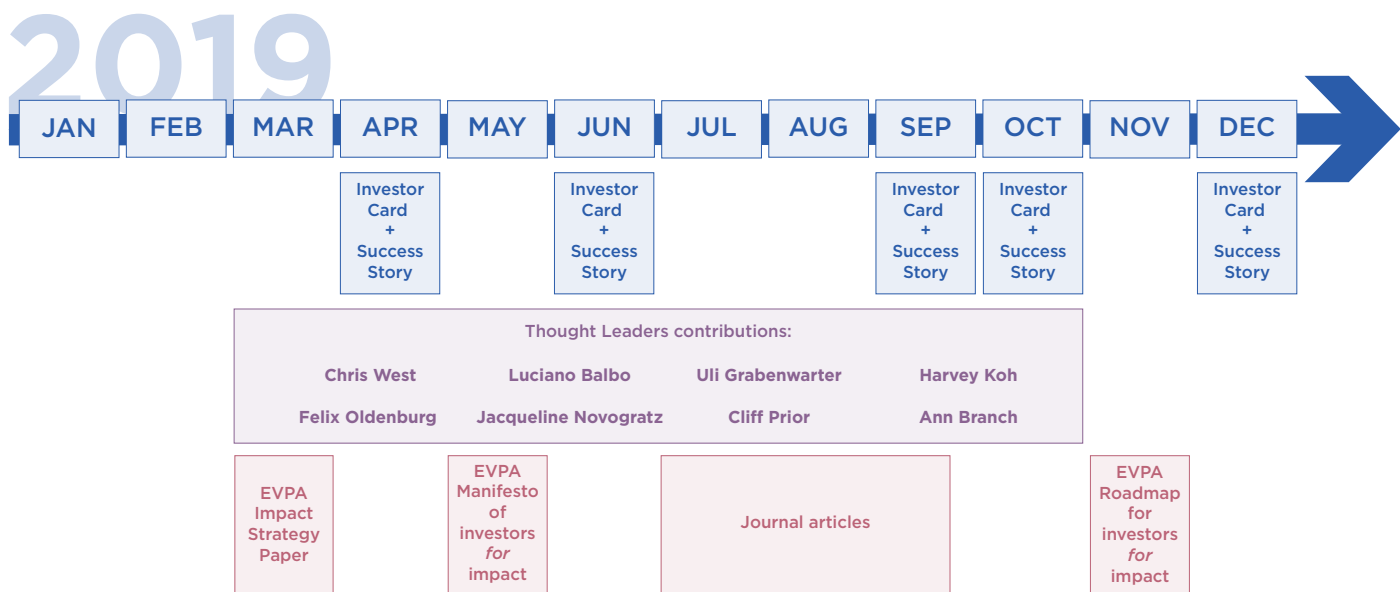 2019
JAN FEB MAR APR MAY JUN JUL AUG SEP OCT NOV DEC
Investor
Card
+
Success
Story
Investor
Card
+
Success
Story
Investor
Card
+
Success
Story
Investor
Card
+
Success
Story
Investor
Card
+
Success
Story
Thought Leaders contributions:
Chris West Luciano Balbo Uli Grabenwarter Harvey Koh
Felix Oldenburg Jacqueline Novogratz Cliff Prior Ann Branch
EVPA
Impact
Strategy
Paper
EVPA
Manifesto
of
investors
for
impact
Journal articles
EVPA
Roadmap
for
investors
for
impact